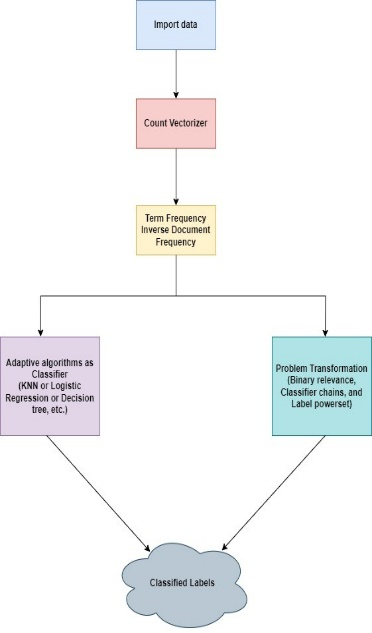 Import data
Count Vectorizer
Term Frequency
Inverse Document
Frequency
Adaptive algorithms as
Classifier
(KNN or Logistic
Regression or Decision
tree, etc.)
Problem Transformation
(Binary relevance,
Classifier chains, and
Label powerset)
Classified Labels